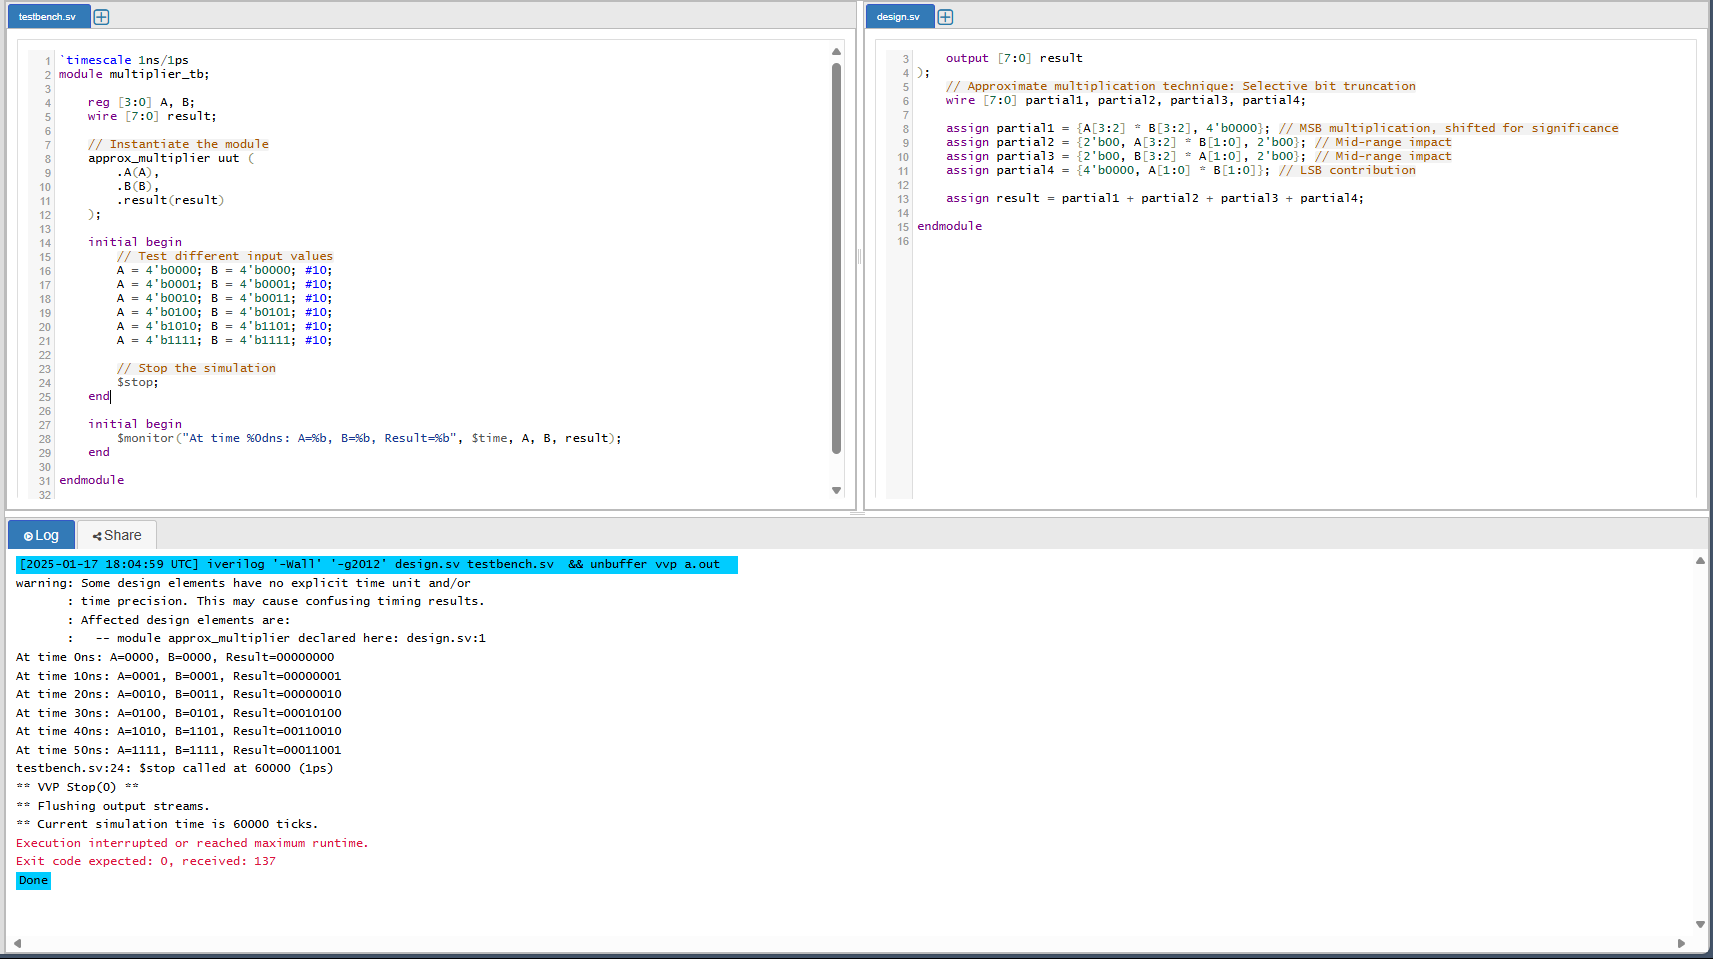 testbench.sv
1 `timescale 1ns/1ps
2 module multiplier_tb;
3
4 reg [3:0] A, B;
5 wire [7:0] result;
6
7 // Instantiate the module
8 approx_multiplier uut (
9 .A(A),
10 .B(B),
11 .result(result)
12 );
13
14 initial begin
15 // Test different input values
16 A = 4'b0000; B = 4'b0000; #10;
17 A = 4'b0001; B = 4'b0001; #10;
18 A = 4'b0010; B = 4'b0011; #10;
19 A = 4'b0100; B = 4'b0101; #10;
20 A = 4'b1010; B = 4'b1101; #10;
21 A = 4'b1111; B = 4'b1111; #10;
22
23 // Stop the simulation
24 $stop;
25 end
26
27 initial begin
28 $monitor("At time %0dns: A=%b, B=%b, Result=%b", $time, A, B, result);
29 end
30
31 endmodule
32
design.sv
3 output [7:0] result
4 );
5 // Approximate multiplication technique: Selective bit truncation
6 wire [7:0] partial1, partial2, partial3, partial4;
7
8 assign partial1 = {A[3:2] * B[3:2], 4'b0000}; // MSB multiplication, shifted for significance
9 assign partial2 = {2'b00, A[3:2] * B[1:0], 2'b00}; // Mid-range impact
10 assign partial3 = {2'b00, B[3:2] * A[1:0], 2'b00}; // Mid-range impact
11 assign partial4 = {4'b0000, A[1:0] * B[1:0]}; // LSB contribution
12
13 assign result = partial1 + partial2 + partial3 + partial4;
14
15 endmodule
16
Log
Share
[2025-01-17 18:04:59 UTC] iverilog '-Wall' '-g2012' design.sv testbench.sv && unbuffer vvp a.out
warning: Some design elements have no explicit time unit and/or
: time precision. This may cause confusing timing results.
: Affected design elements are:
: -- module approx_multiplier declared here: design.sv:1
At time 0ns: A=0000, B=0000, Result=00000000
At time 10ns: A=0001, B=0001, Result=00000001
At time 20ns: A=0010, B=0011, Result=00000010
At time 30ns: A=0100, B=0101, Result=00010100
At time 40ns: A=1010, B=1101, Result=00110010
At time 50ns: A=1111, B=1111, Result=00011001
testbench.sv:24: $stop called at 60000 (1ps)
** VVP Stop(0) **
** Flushing output streams.
** Current simulation time is 60000 ticks.
Execution interrupted or reached maximum runtime.
Exit code expected: 0, received: 137
Done